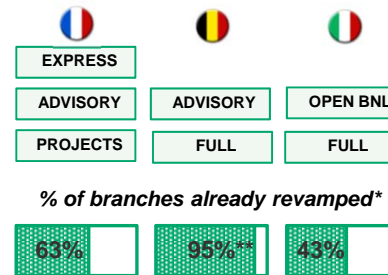 EXPRESS
ADVISORY ADVISORY OPEN BNL
PROJECTS FULL FULL
% of branches already revamped*
63% 95%** 43%